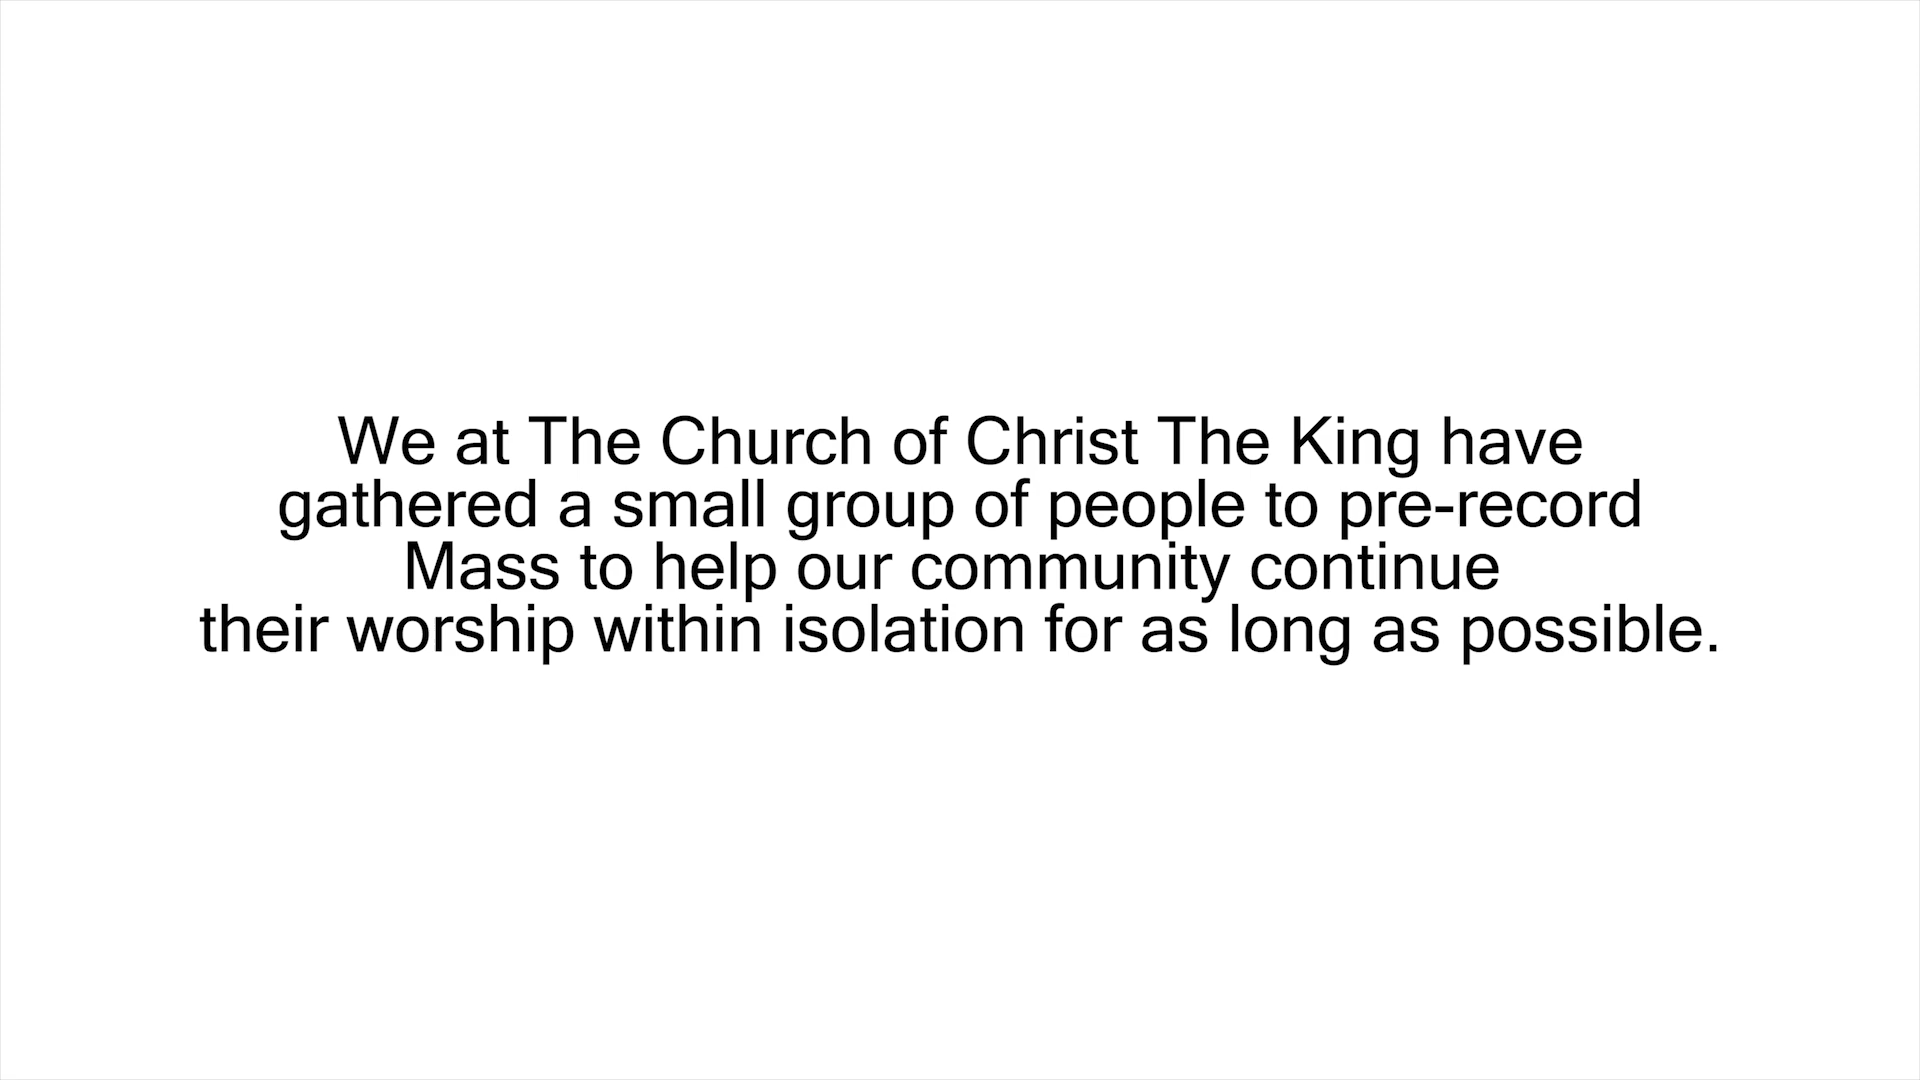 We at The Church of Christ The King have
gathered a small group of people to pre-record
Mass to help our community continue
their worship within isolation for as long as possible.